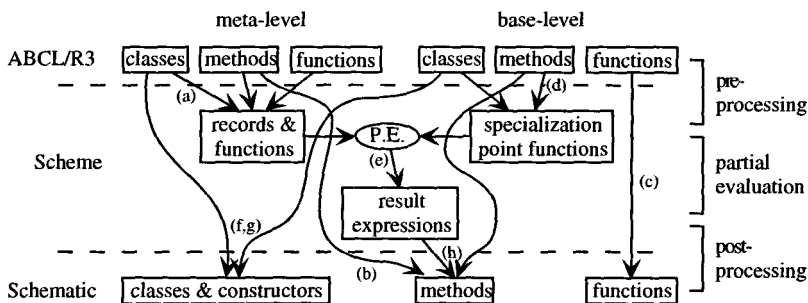 meta-level base-level
ABCL/R3 classes methods functions classes methods functions
(a) (d) pre-
processing
records & P.E. specialization
functions point functions
Scheme (e) (c) partial
evaluation
result
(f,g) expressions
(b) (h) post-
processing
Schematic classes & constructors methods functions